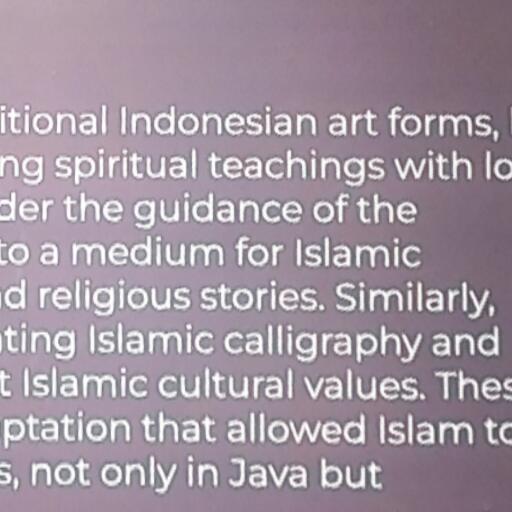 itional Indonesian art forms,
ng spiritual teachings with lo
der the guidance of the
to a medium for Islamic
d religious stories. Similarly,
ting Islamic calligraphy and
t Islamic cultural values. Thes
ptation that allowed Islam to
s, not only in Java but